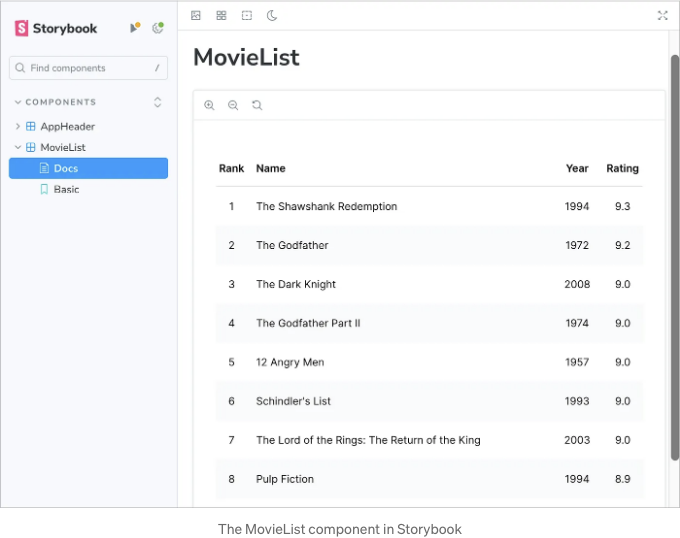 Storybook
Find components /
COMPONENTS
AppHeader
MovieList
Docs
Basic
MovieList
Rank Name Year Rating
1 The Shawshank Redemption 1994 9.3
2 The Godfather 1972 9.2
3 The Dark Knight 2008 9.0
4 The Godfather Part II 1974 9.0
5 12 Angry Men 1957 9.0
6 Schindler's List 1993 9.0
7 The Lord of the Rings: The Return of the King 2003 9.0
8 Pulp Fiction 1994 8.9
The MovieList component in Storybook